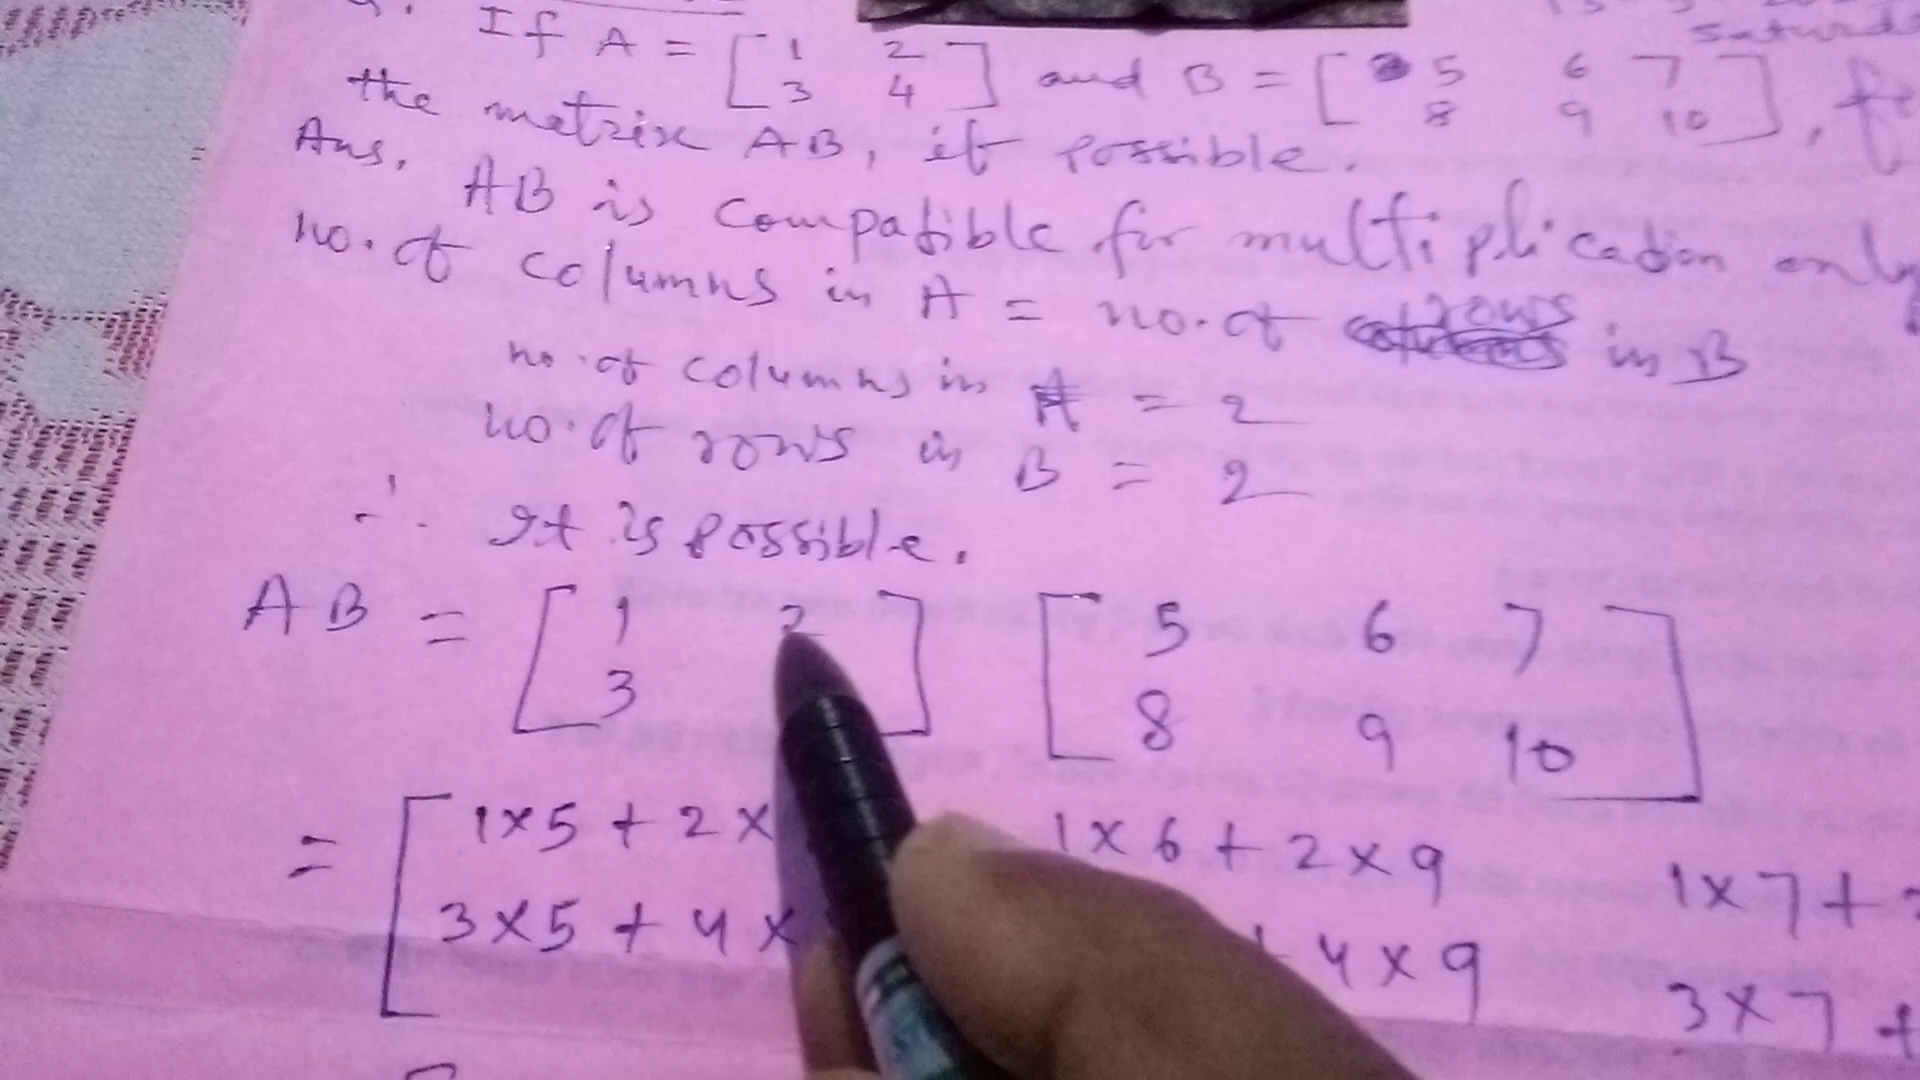 If A = [ 1 2 ] and B = [ 5 6 7 ]
3 4 8 9 10 ,
the metrix AB, if possible.
Ans, AB is compatible for multiplication only
no. of columns in A = no. of rows in B
no. of columns in A = 2
no. of rows in B = 2
∴ It is possible.
AB = [ 1 2 ] [ 5 6 7 ]
3 8 9 10
= [ 1×5 + 2× 1×6 + 2×9 1×7 +
3×5 + 4× + 4×9 3×7 +